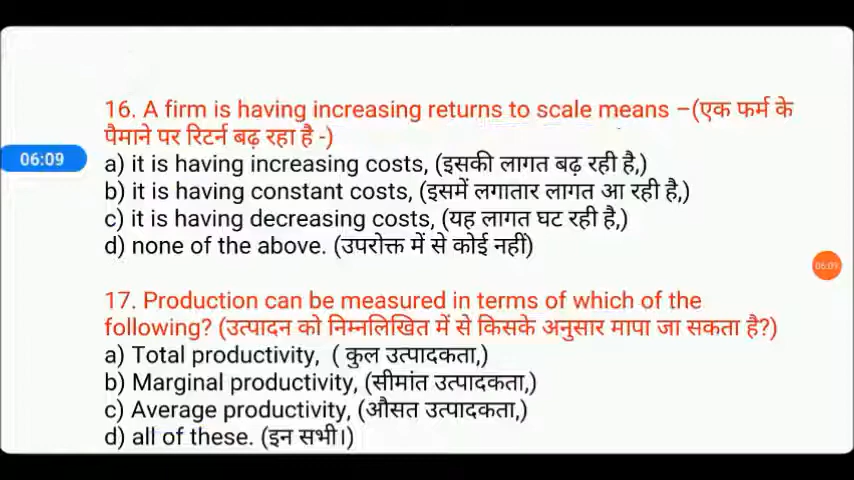 16. A firm is having increasing returns to scale means –(एक फर्म के
पैमाने पर रिटर्न बढ़ रहा है -)
06:09
a) it is having increasing costs, (इसकी लागत बढ़ रही है,)
b) it is having constant costs, (इसमें लगातार लागत आ रही है,)
c) it is having decreasing costs, (यह लागत घट रही है,)
d) none of the above. (उपरोक्त में से कोई नहीं)
06:09
17. Production can be measured in terms of which of the
following? (उत्पादन को निम्नलिखित में से किसके अनुसार मापा जा सकता है?)
a) Total productivity, ( कुल उत्पादकता,)
b) Marginal productivity, (सीमांत उत्पादकता,)
c) Average productivity, (औसत उत्पादकता,)
d) all of these. (इन सभी।)